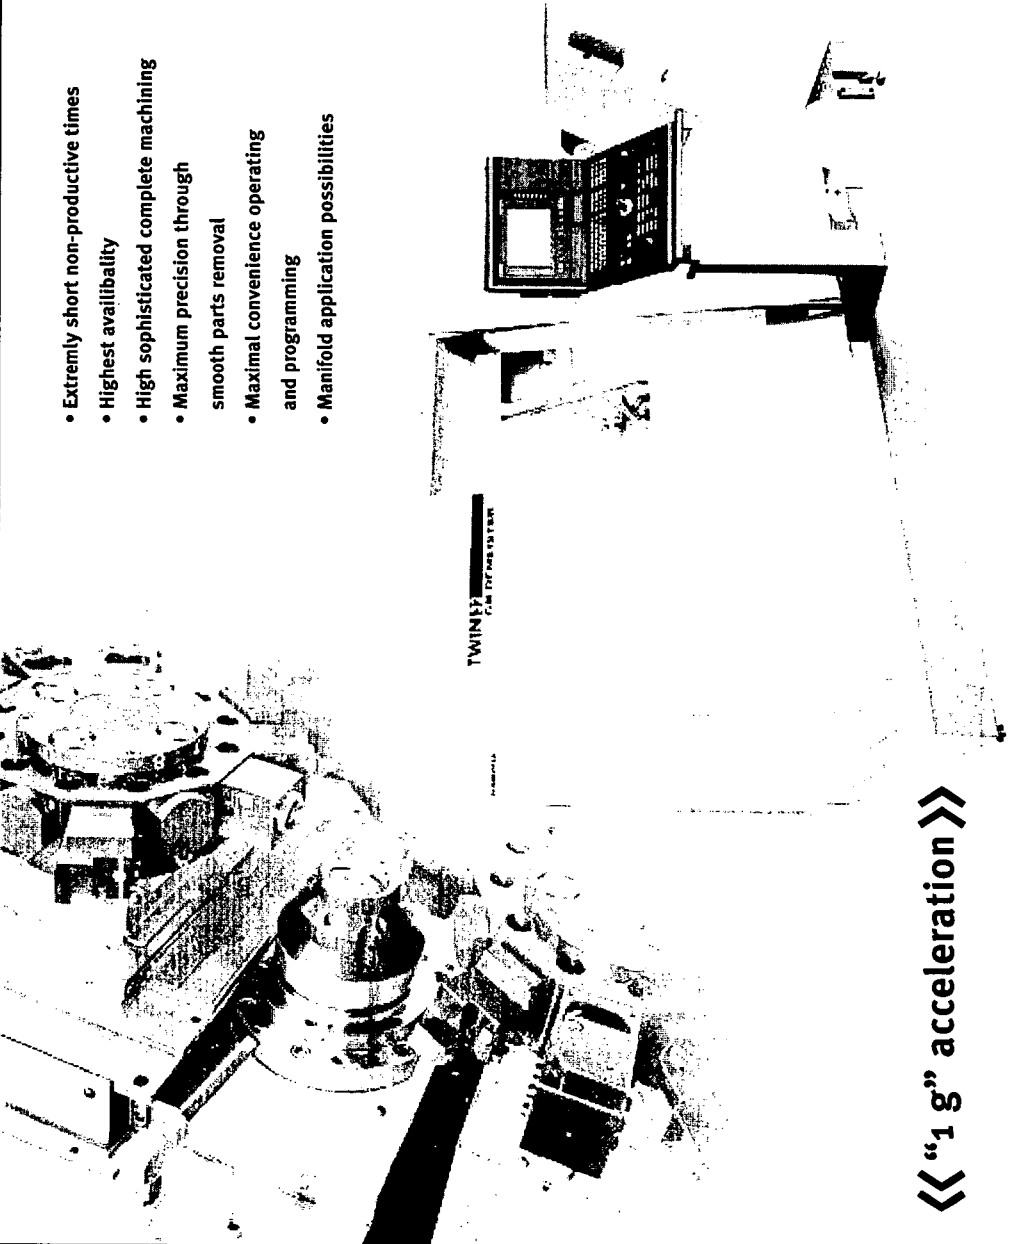 • Extremly short non-productive times
• Highest availibality
• High sophisticated complete machining
• Maximum precision through
smooth parts removal
• Maximal convenience operating
and programming
• Manifold application possibilities
TWIN
« “1 g” acceleration »